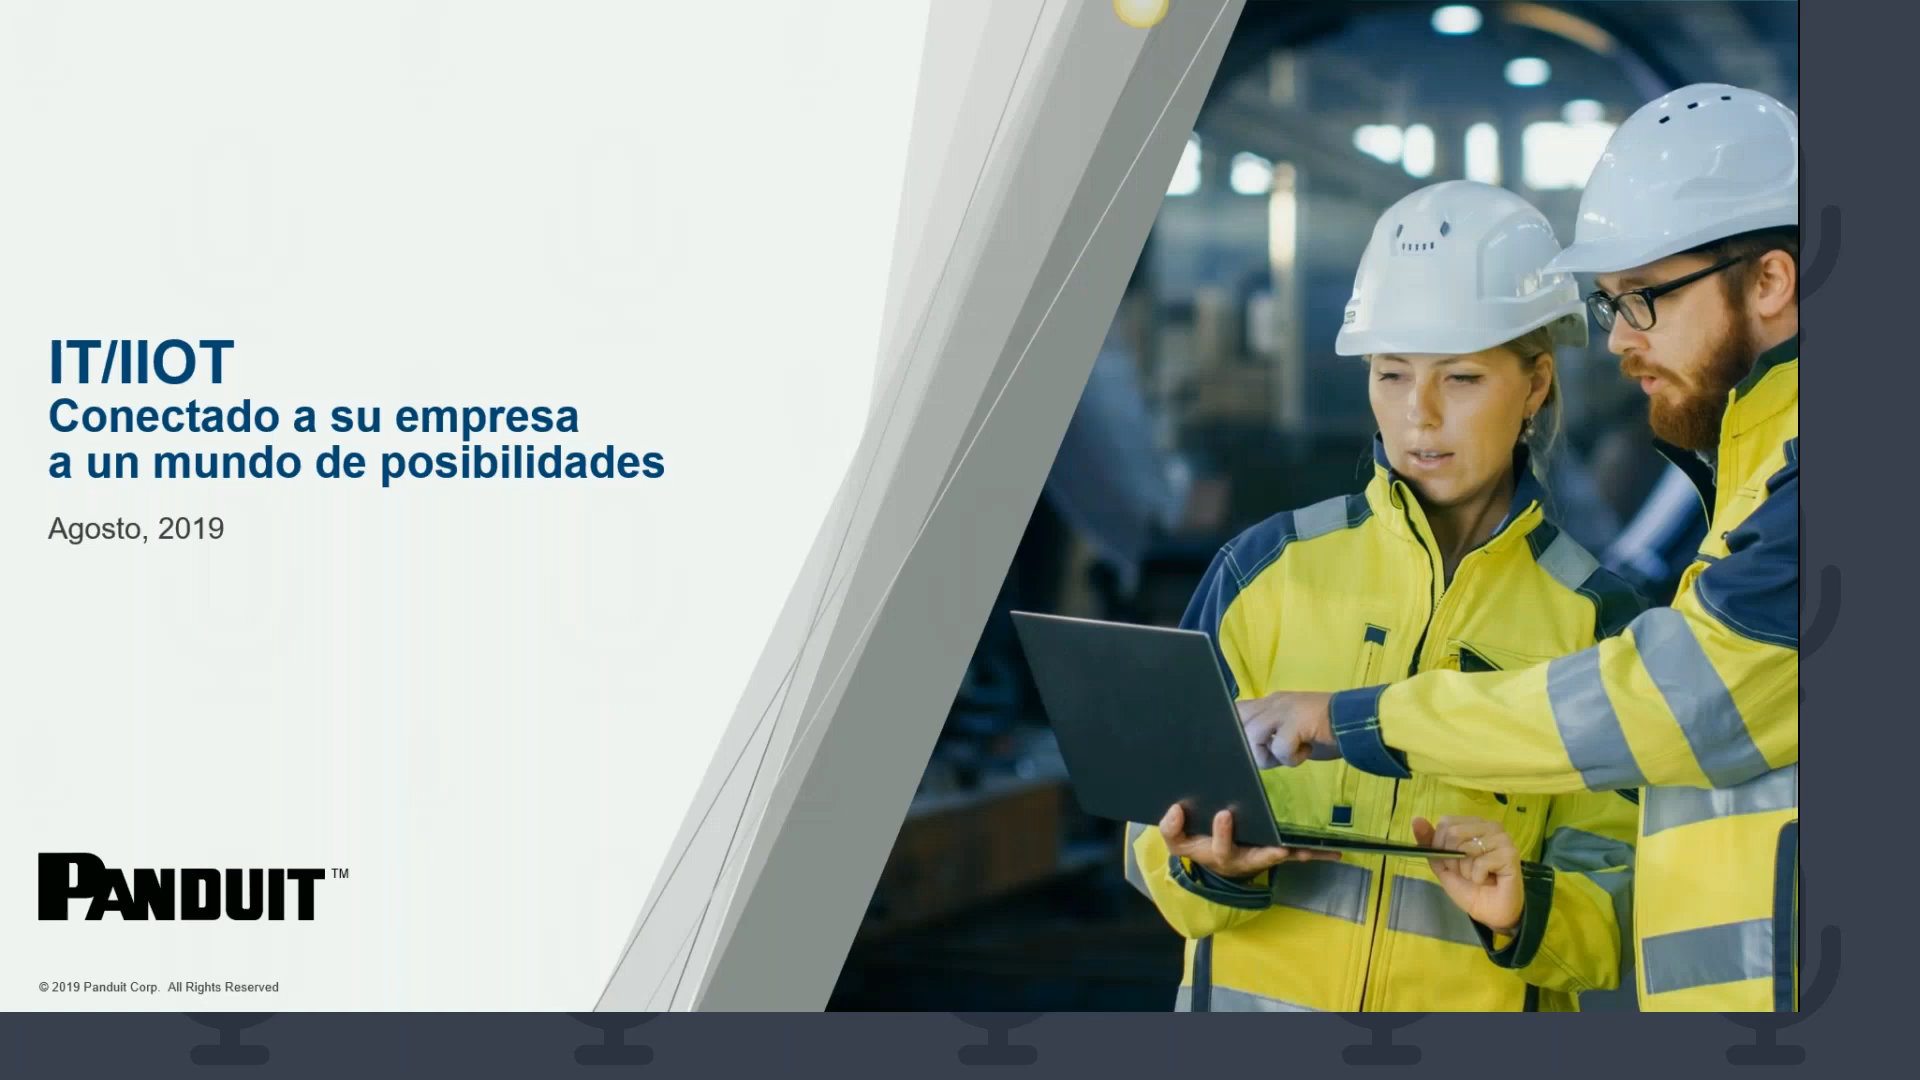 IT/IIOT
Conectado a su empresa
a un mundo de posibilidades
Agosto, 2019
PANDUIT™
© 2019 Panduit Corp. All Rights Reserved